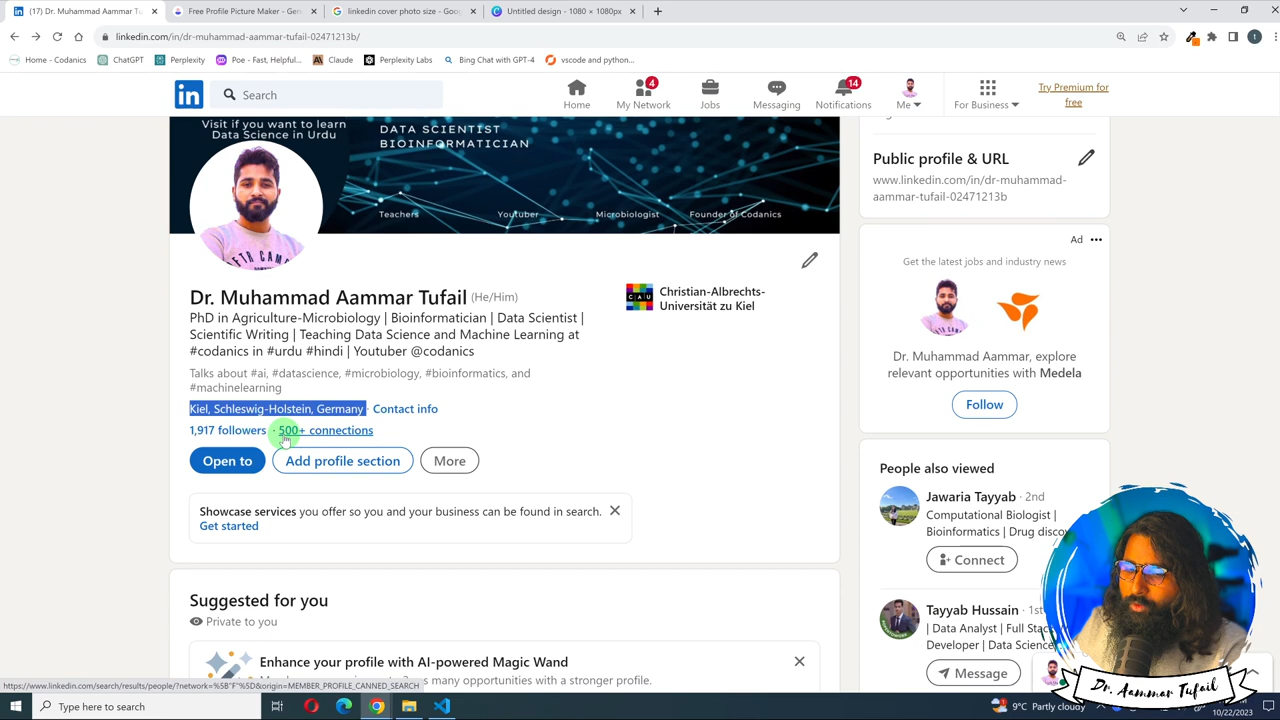 (17) Dr. Muhammad Aammar Tu
Free Profile Picture Maker - Gen
linkedin cover photo size - Goo
Untitled design - 1080 × 1080px
linkedin.com/in/dr-muhammad-aammar-tufail-02471213b/
Home - Codanics
ChatGPT
Perplexity
Poe - Fast, Helpful...
Claude
Perplexity Labs
Bing Chat with GPT-4
vscode and python...
in
Search
Home
4
My Network
Jobs
Messaging
14
Notifications
Me
For Business
Try Premium for
free
Visit if you want to learn
Data Science in Urdu
DATA SCIENTIST
BIOINFORMATICIAN
Teachers
Youtuber
Microbiologist
Founder of Codanics
Dr. Muhammad Aammar Tufail (He/Him)
PhD in Agriculture-Microbiology | Bioinformatician | Data Scientist |
Scientific Writing | Teaching Data Science and Machine Learning at
#codanics in #urdu #hindi | Youtuber @codanics
Talks about #ai, #datascience, #microbiology, #bioinformatics, and
#machinelearning
Kiel, Schleswig-Holstein, Germany · Contact info
1,917 followers · 500+ connections
Open to
Add profile section
More
CAU
Christian-Albrechts-
Universität zu Kiel
Showcase services you offer so you and your business can be found in search.
Get started
Suggested for you
Private to you
Enhance your profile with AI-powered Magic Wand
as many opportunities with a stronger profile.
Public profile & URL
www.linkedin.com/in/dr-muhammad-
aammar-tufail-02471213b
Ad
Get the latest jobs and industry news
Dr. Muhammad Aammar, explore
relevant opportunities with Medela
Follow
People also viewed
Jawaria Tayyab · 2nd
Computational Biologist |
Bioinformatics | Drug disco
Connect
Tayyab Hussain · 1st
| Data Analyst | Full Stac
Developer | Data Science
Message
Dr. Aammar Tufail
https://www.linkedin.com/search/results/people/?network=%5B"F"%5D&origin=MEMBER_PROFILE_CANNED_SEARCH
Type here to search
9°C Partly cloudy
10/22/2023